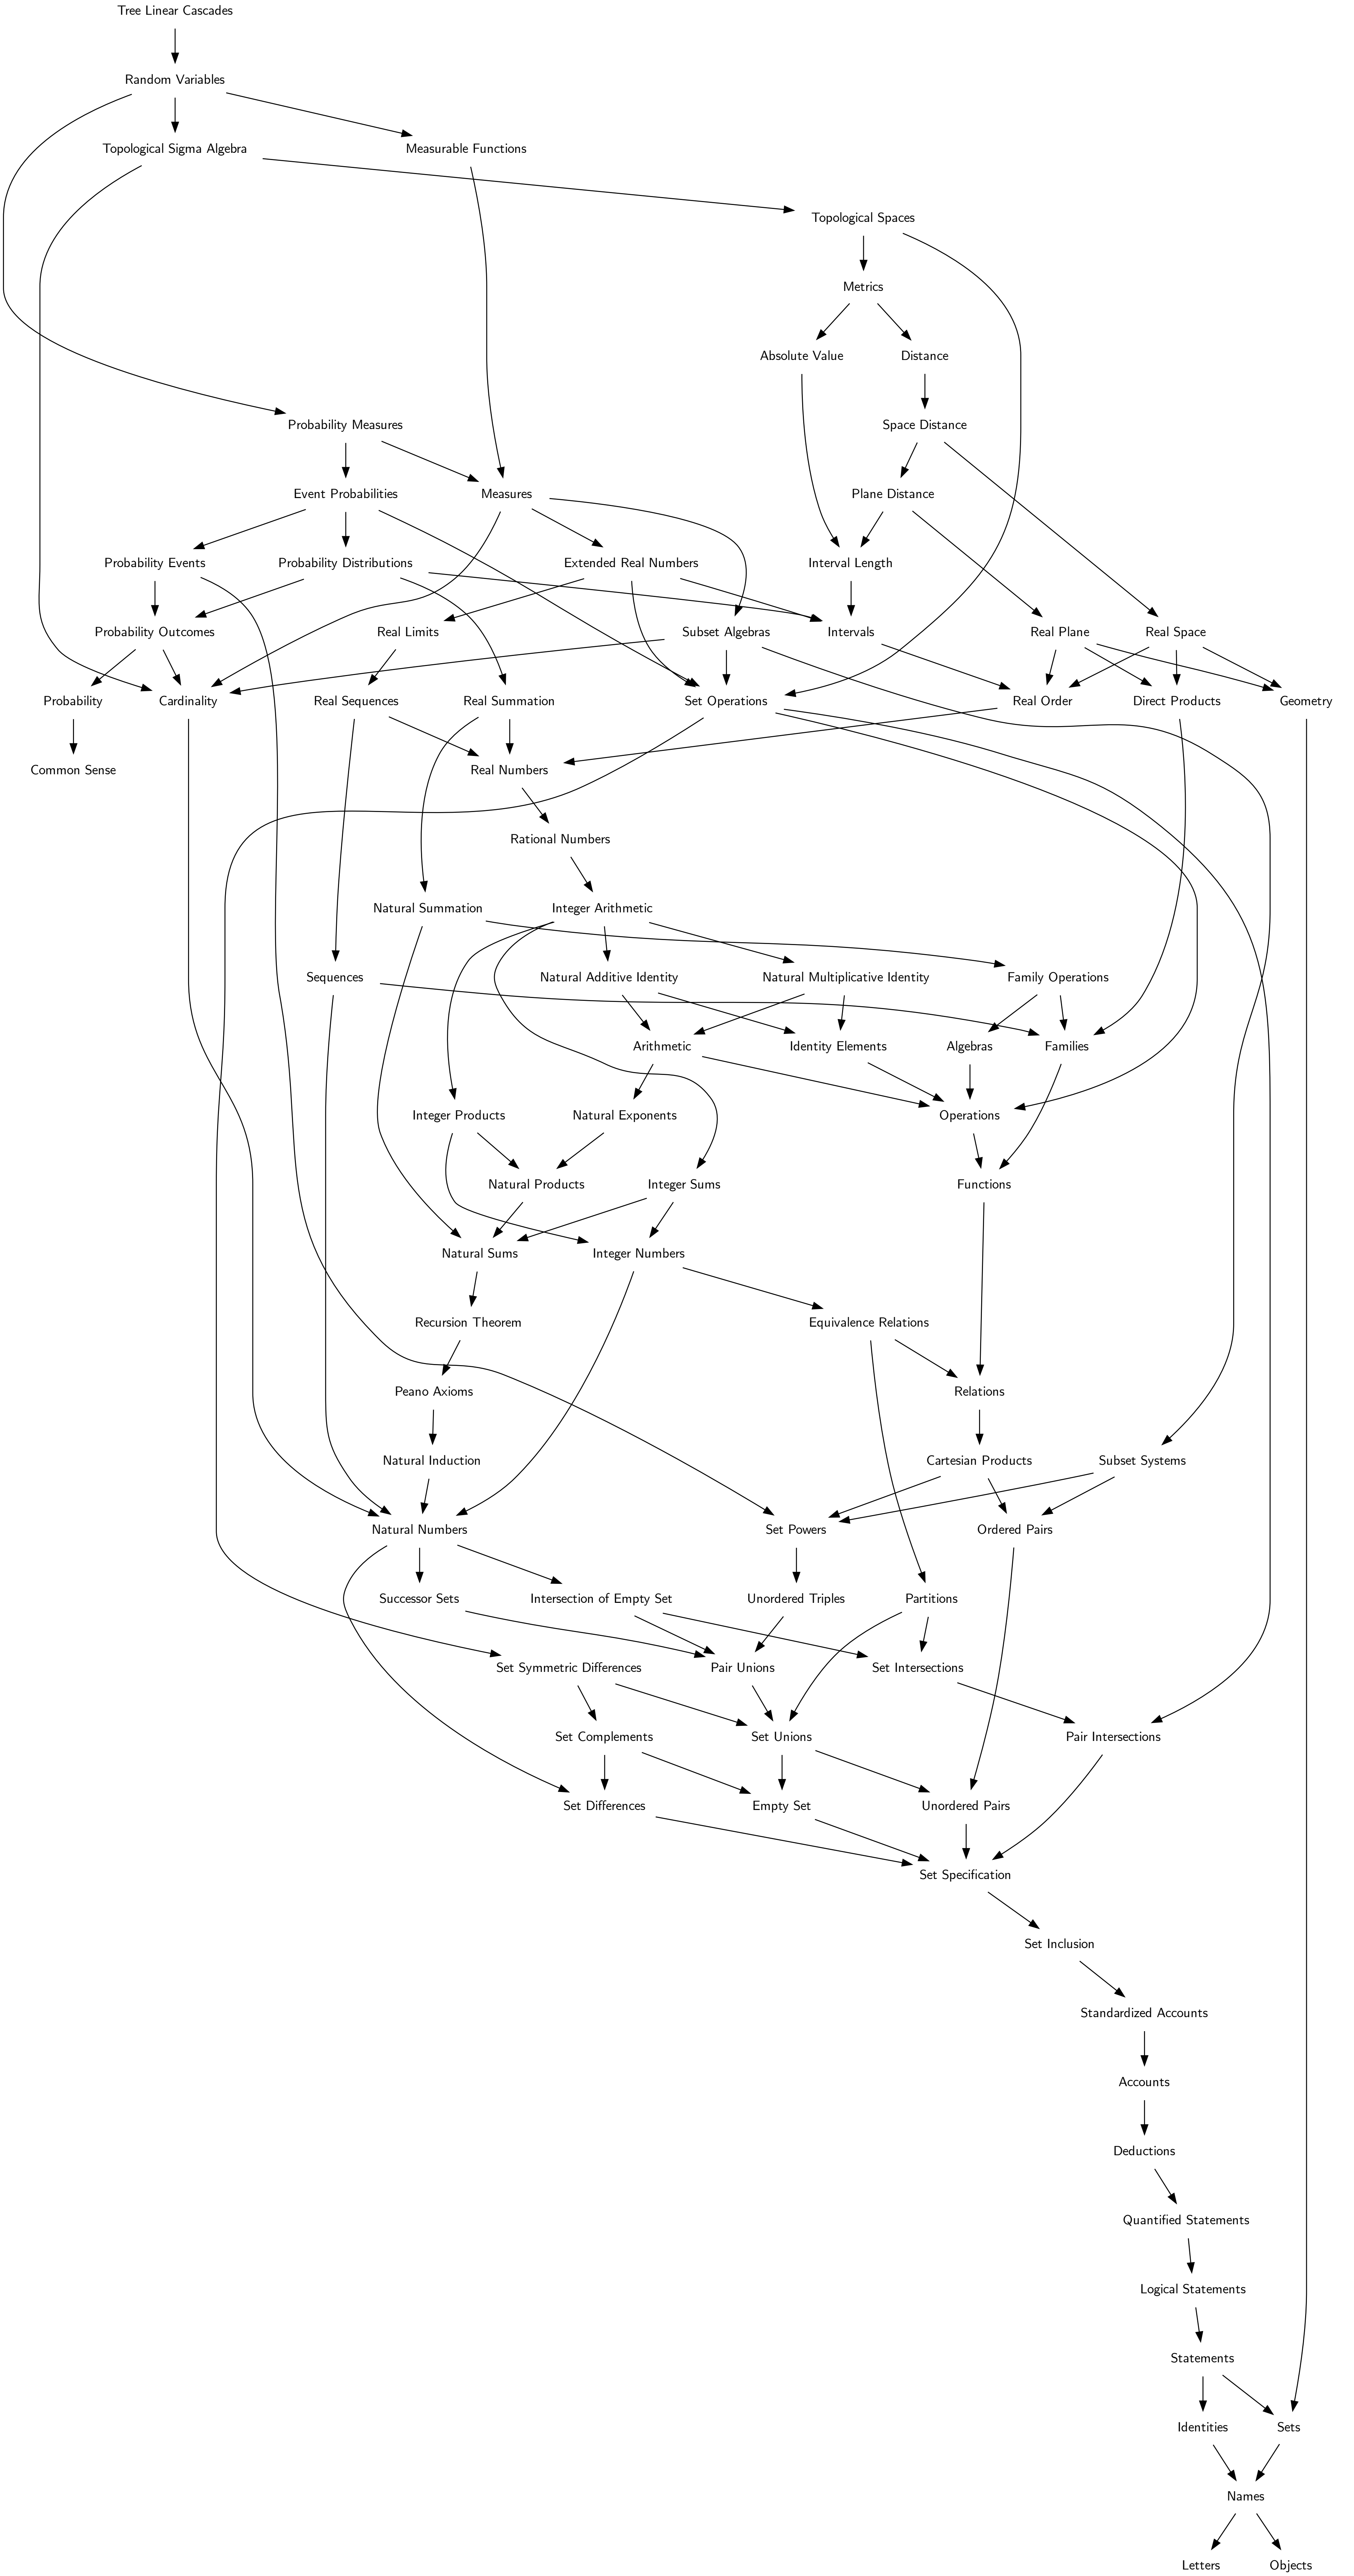 Tree Linear Cascades
Random Variables
Topological Sigma Algebra
Measurable Functions
Topological Spaces
Metrics
Absolute Value
Distance
Probability Measures
Space Distance
Event Probabilities
Measures
Plane Distance
Probability Events
Probability Distributions
Extended Real Numbers
Interval Length
Probability Outcomes
Real Limits
Subset Algebras
Intervals
Real Plane
Real Space
Probability
Cardinality
Real Sequences
Real Summation
Set Operations
Real Order
Direct Products
Geometry
Common Sense
Real Numbers
Rational Numbers
Natural Summation
Integer Arithmetic
Sequences
Natural Additive Identity
Natural Multiplicative Identity
Family Operations
Arithmetic
Identity Elements
Algebras
Families
Integer Products
Natural Exponents
Operations
Natural Products
Integer Sums
Functions
Natural Sums
Integer Numbers
Recursion Theorem
Equivalence Relations
Peano Axioms
Relations
Natural Induction
Cartesian Products
Subset Systems
Natural Numbers
Set Powers
Ordered Pairs
Successor Sets
Intersection of Empty Set
Unordered Triples
Partitions
Set Symmetric Differences
Pair Unions
Set Intersections
Set Complements
Set Unions
Pair Intersections
Set Differences
Empty Set
Unordered Pairs
Set Specification
Set Inclusion
Standardized Accounts
Accounts
Deductions
Quantified Statements
Logical Statements
Statements
Identities
Sets
Names
Letters
Objects